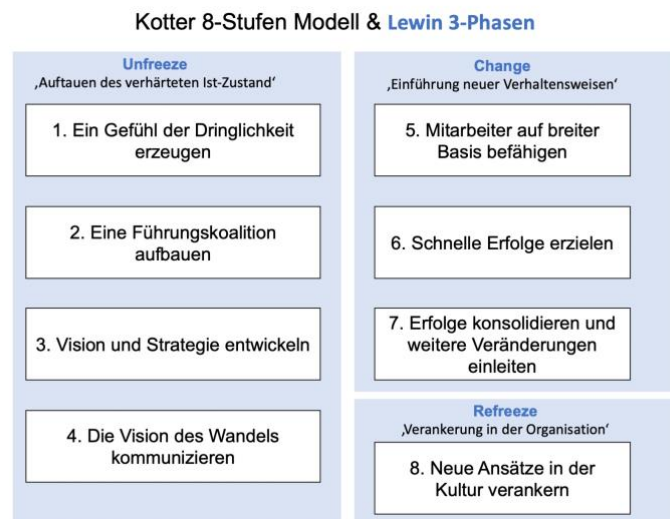 Kotter 8-Stufen Modell & Lewin 3-Phasen
Unfreeze
‚Auftauen des verhärteten Ist-Zustand‘
1. Ein Gefühl der Dringlichkeit
erzeugen
2. Eine Führungskoalition
aufbauen
3. Vision und Strategie entwickeln
4. Die Vision des Wandels
kommunizieren
Change
‚Einführung neuer Verhaltensweisen‘
5. Mitarbeiter auf breiter
Basis befähigen
6. Schnelle Erfolge erzielen
7. Erfolge konsolidieren und
weitere Veränderungen
einleiten
Refreeze
‚Verankerung in der Organisation‘
8. Neue Ansätze in der
Kultur verankern